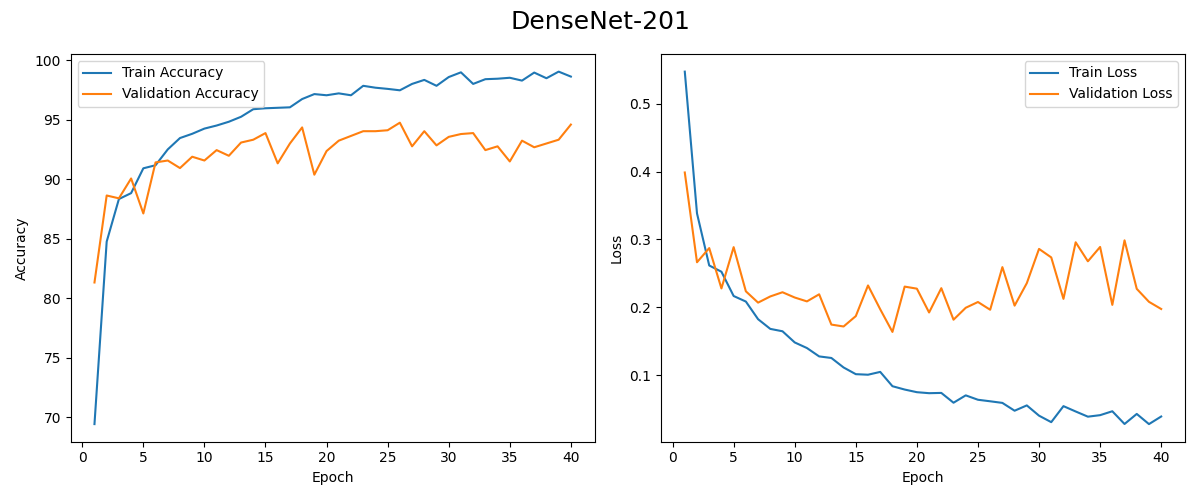 DenseNet-201
Train Accuracy
Validation Accuracy
100
95
90
85
80
75
70
Accuracy
0 5 10 15 20 25 30 35 40
Epoch
Train Loss
Validation Loss
0.5
0.4
0.3
0.2
0.1
Loss
0 5 10 15 20 25 30 35 40
Epoch